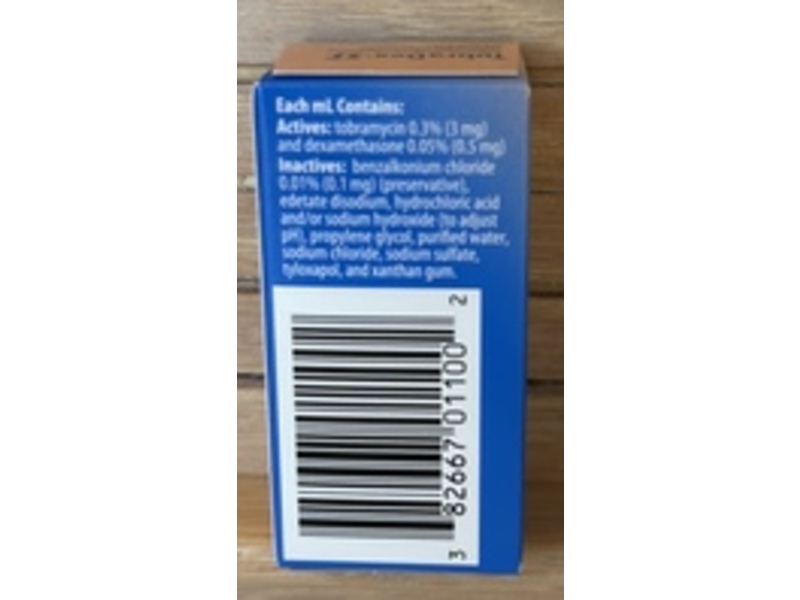 TobraDex ST
Each mL Contains:
Actives: tobramycin 0.3% (3 mg)
and dexamethasone 0.05% (0.5 mg)
Inactives: benzalkonium chloride
0.01% (0.1 mg) (preservative),
edetate disodium, hydrochloric acid
and/or sodium hydroxide (to adjust
pH), propylene glycol, purified water,
sodium chloride, sodium sulfate,
tyloxapol, and xanthan gum.
3 82667 01100 2